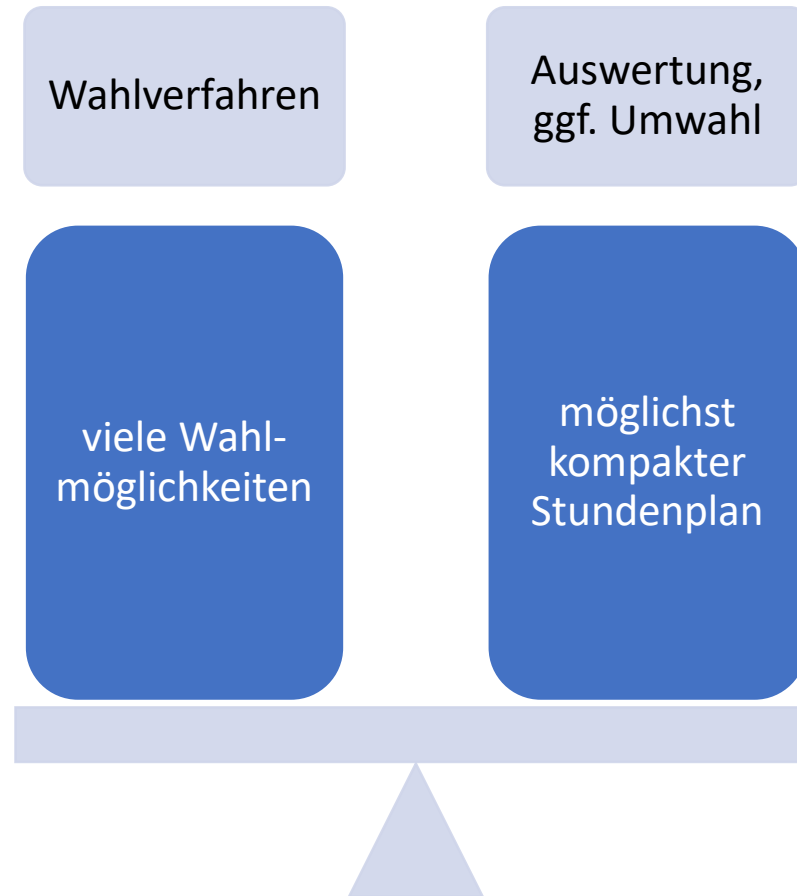 Wahlverfahren
Auswertung,
ggf. Umwahl
viele Wahl-
möglichkeiten
möglichst
kompakter
Stundenplan